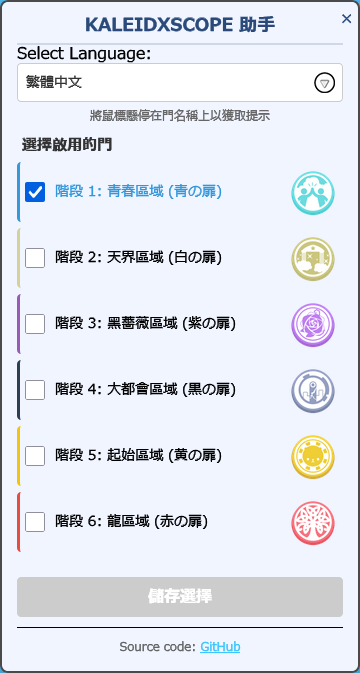 KALEIDXSCOPE 助手
×
Select Language:
繁體中文
將鼠標懸停在門名稱上以獲取提示
選擇啟用的門
階段 1: 青春區域 (青の扉)
階段 2: 天界區域 (白の扉)
階段 3: 黑薔薇區域 (紫の扉)
階段 4: 大都會區域 (黒の扉)
階段 5: 起始區域 (黄の扉)
階段 6: 龍區域 (赤の扉)
儲存選擇
Source code: GitHub